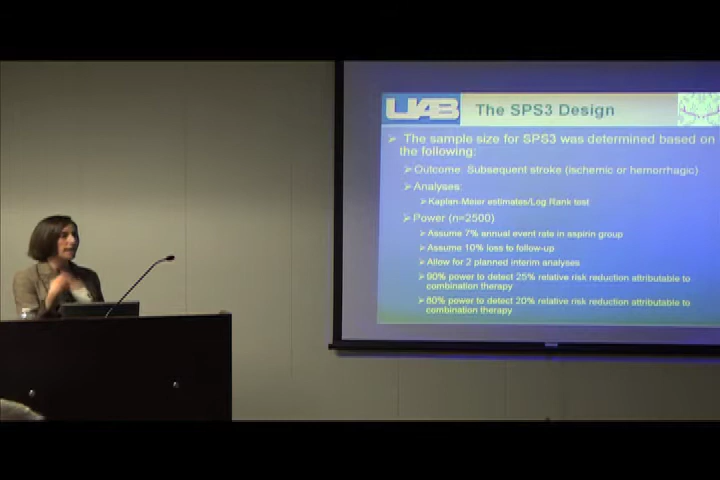 UAB The SPS3 Design
The sample size for SPS3 was determined based on
the following:
Outcome: Subsequent stroke (ischemic or hemorrhagic)
Analyses:
Kaplan-Meier estimates/Log Rank test
Power (n=2500)
Assume 7% annual event rate in aspirin group
Assume 10% loss to follow-up
Allow for 2 planned interim analyses
90% power to detect 25% relative risk reduction attributable to
combination therapy
80% power to detect 20% relative risk reduction attributable to
combination therapy